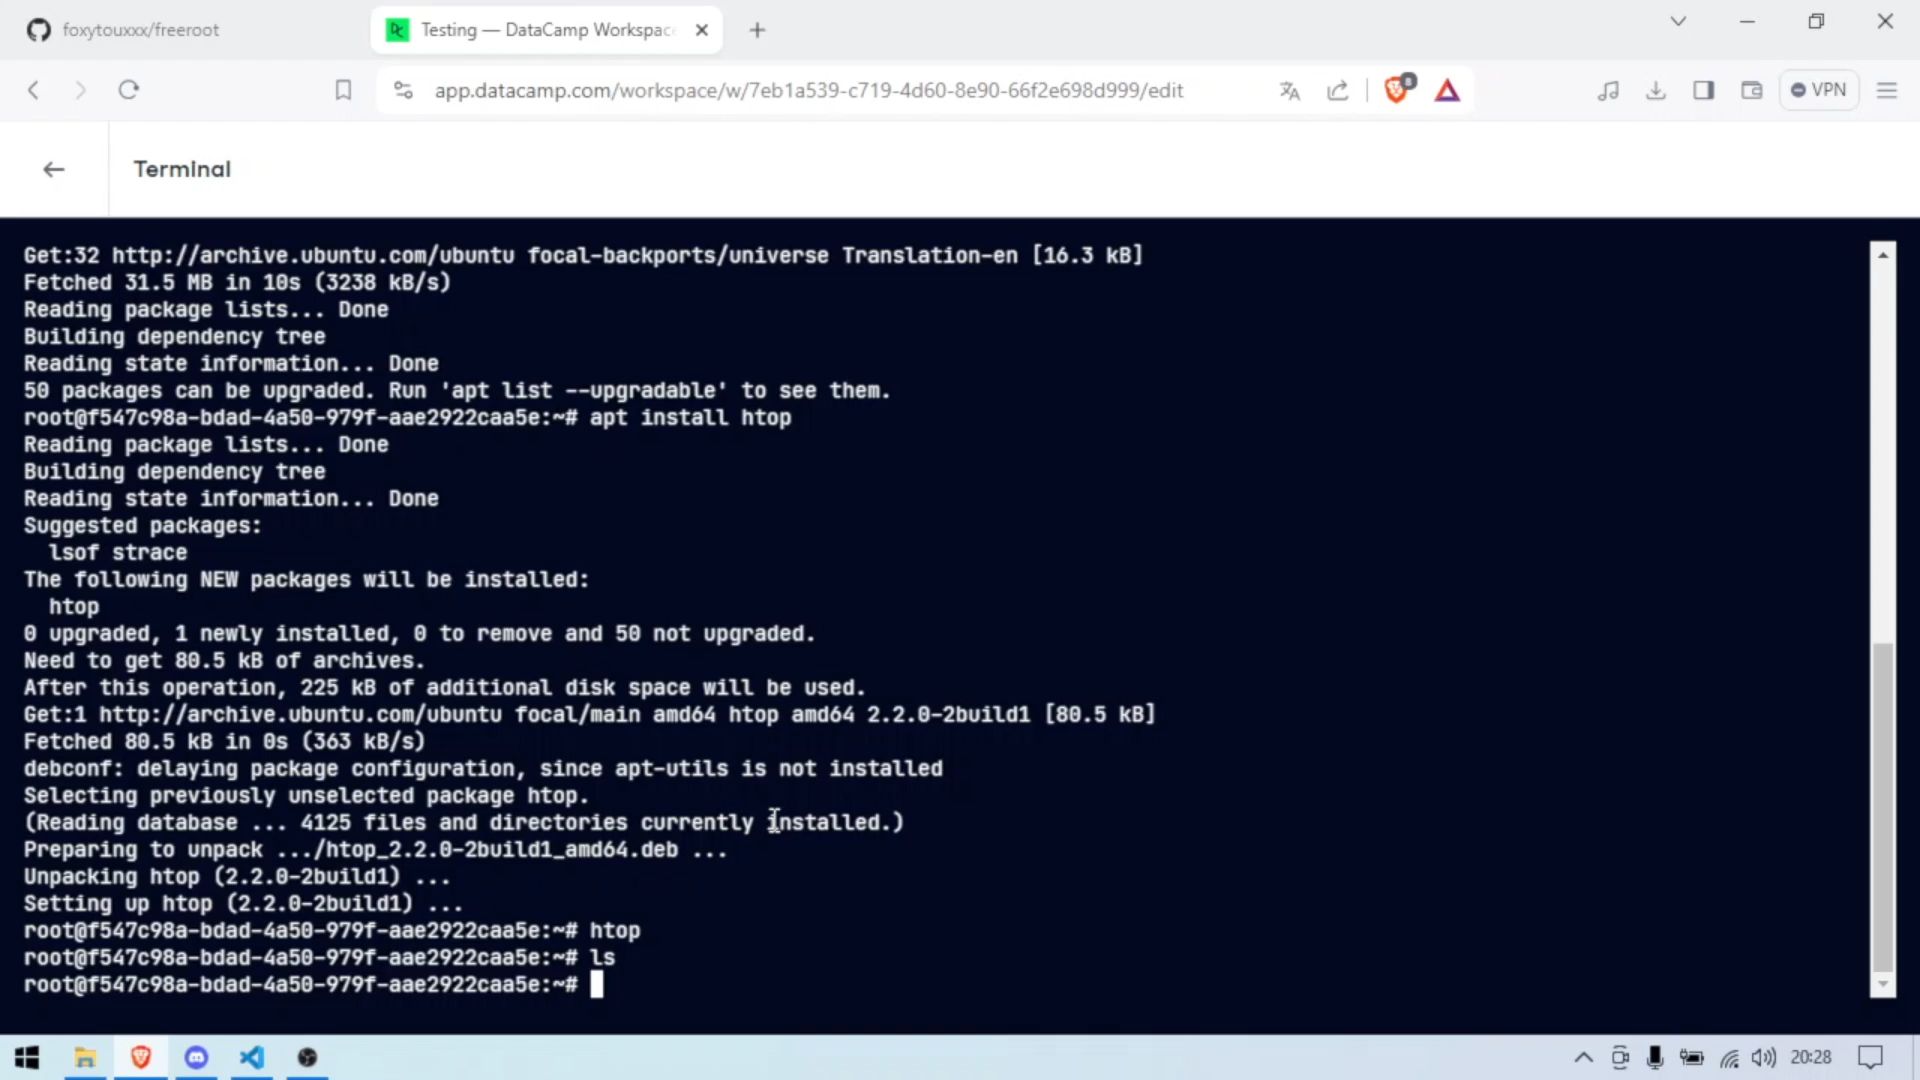 foxytouxxx/freeroot
Testing — DataCamp Workspac
app.datacamp.com/workspace/w/7eb1a539-c719-4d60-8e90-66f2e698d999/edit
8
VPN
Terminal
Get:32 http://archive.ubuntu.com/ubuntu focal-backports/universe Translation-en [16.3 kB]
Fetched 31.5 MB in 10s (3238 kB/s)
Reading package lists... Done
Building dependency tree
Reading state information... Done
50 packages can be upgraded. Run 'apt list --upgradable' to see them.
root@f547c98a-bdad-4a50-979f-aae2922caa5e:~# apt install htop
Reading package lists... Done
Building dependency tree
Reading state information... Done
Suggested packages:
  lsof strace
The following NEW packages will be installed:
  htop
0 upgraded, 1 newly installed, 0 to remove and 50 not upgraded.
Need to get 80.5 kB of archives.
After this operation, 225 kB of additional disk space will be used.
Get:1 http://archive.ubuntu.com/ubuntu focal/main amd64 htop amd64 2.2.0-2build1 [80.5 kB]
Fetched 80.5 kB in 0s (363 kB/s)
debconf: delaying package configuration, since apt-utils is not installed
Selecting previously unselected package htop.
(Reading database ... 4125 files and directories currently installed.)
Preparing to unpack .../htop_2.2.0-2build1_amd64.deb ...
Unpacking htop (2.2.0-2build1) ...
Setting up htop (2.2.0-2build1) ...
root@f547c98a-bdad-4a50-979f-aae2922caa5e:~# htop
root@f547c98a-bdad-4a50-979f-aae2922caa5e:~# ls
root@f547c98a-bdad-4a50-979f-aae2922caa5e:~#
20:28